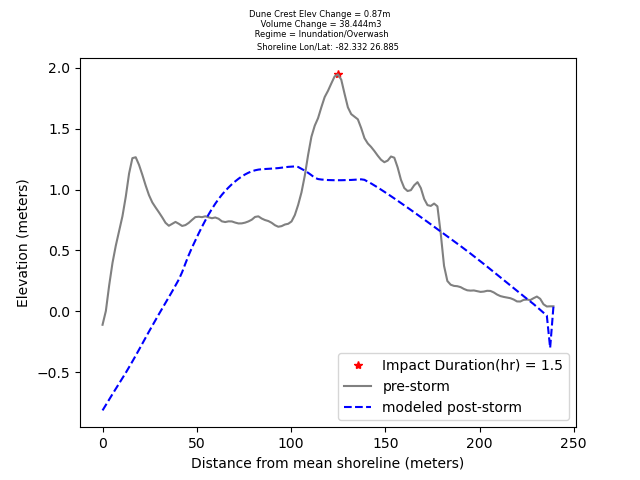 Dune Crest Elev Change = 0.87m
Volume Change = 38.444m3
Regime = Inundation/Overwash
Shoreline Lon/Lat: -82.332 26.885
2.0
1.5
1.0
0.5
0.0
−0.5
Elevation (meters)
Impact Duration(hr) = 1.5
pre-storm
modeled post-storm
0 50 100 150 200 250
Distance from mean shoreline (meters)